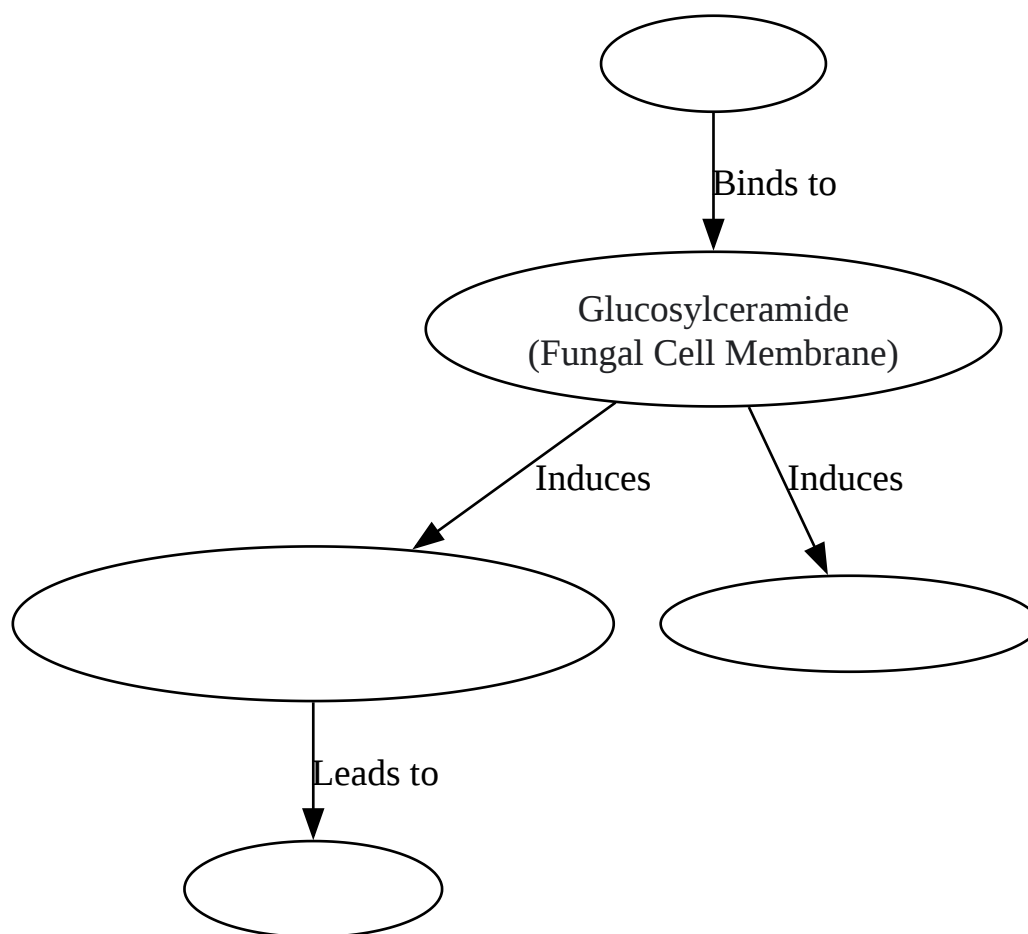 Binds to
Glucosylceramide
(Fungal Cell Membrane)
Induces
Induces
Leads to